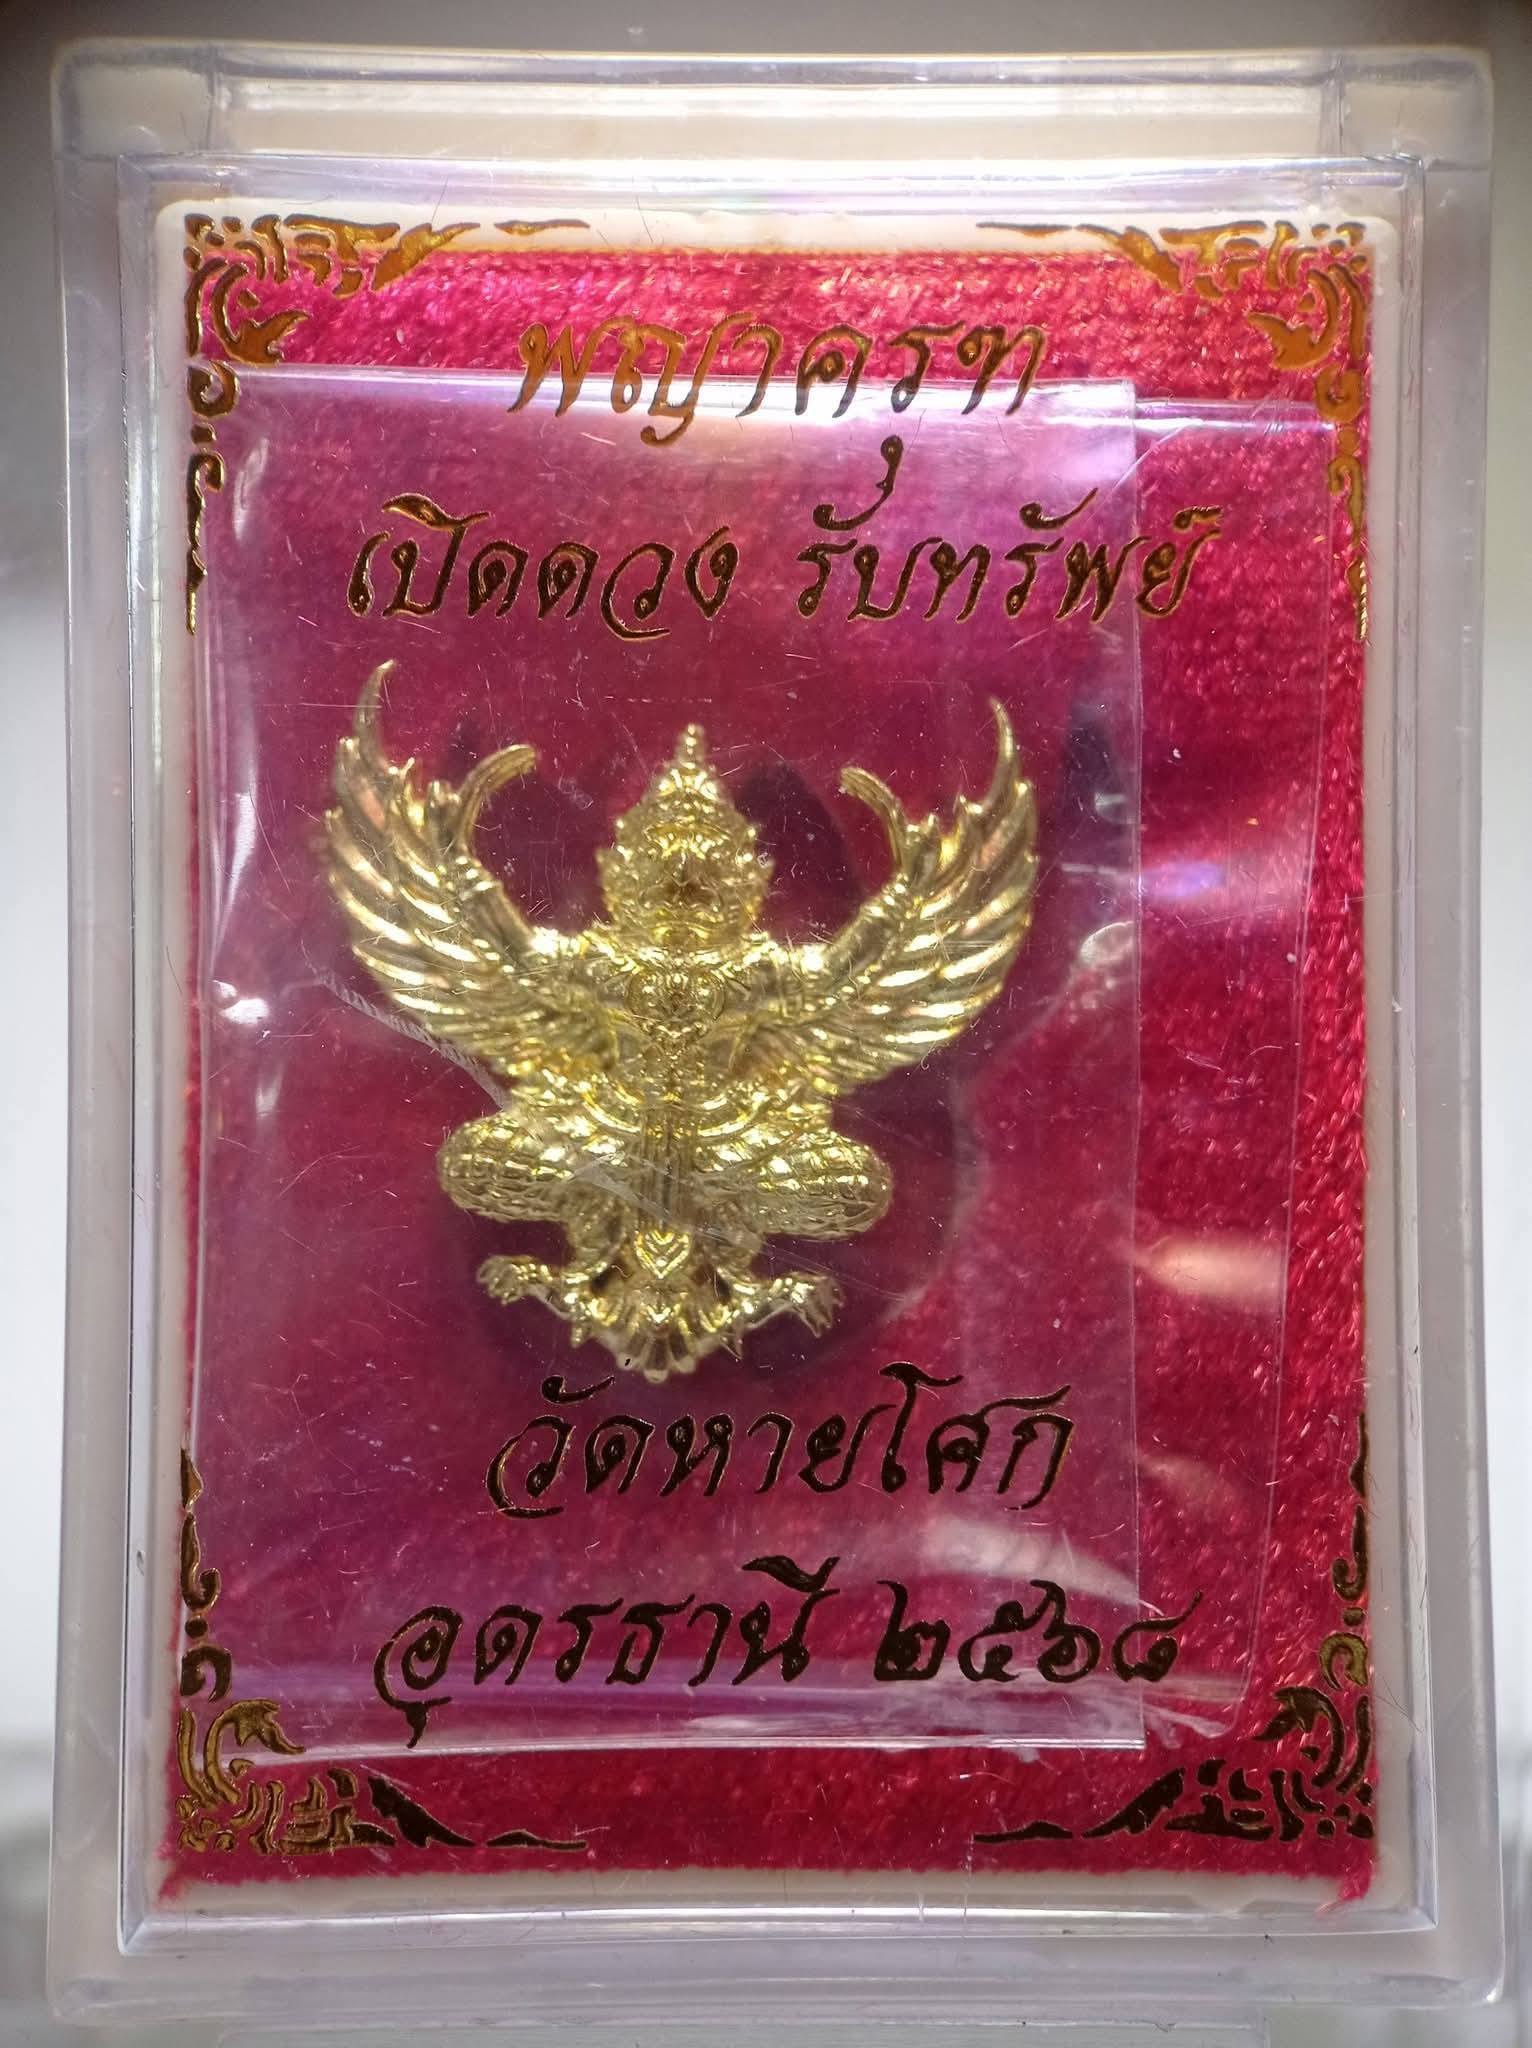 พญาครุฑ
เปิดดวง รับทรัพย์
วัดหายโศก
อุดรธานี ๒๕๖๘